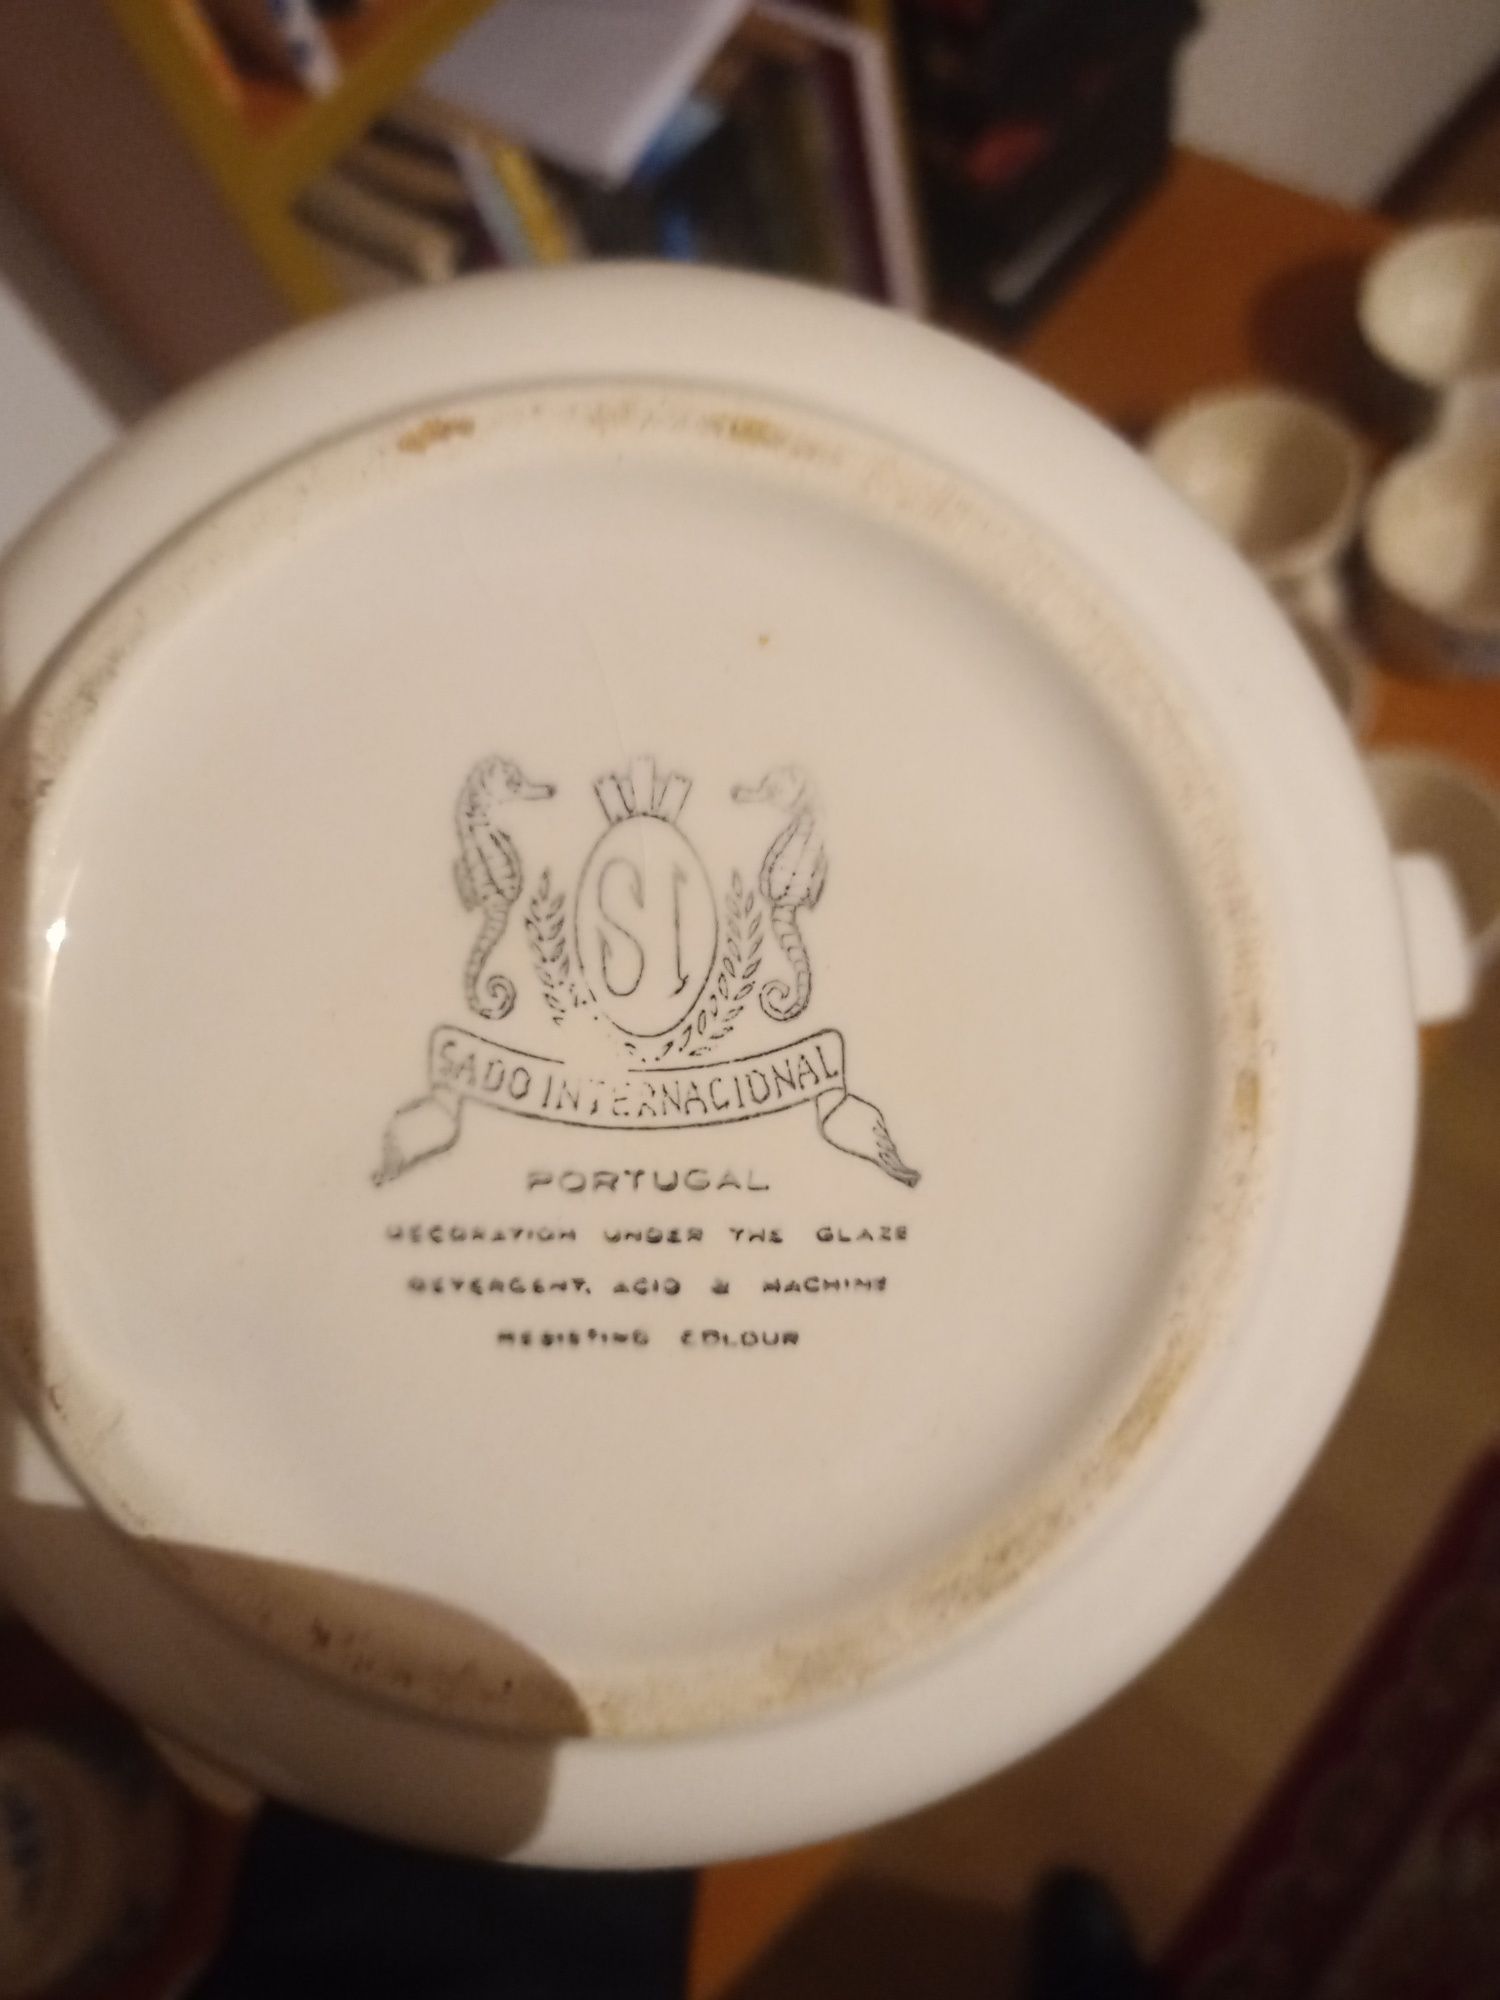 SI
SADO INTERNACIONAL
PORTUGAL
DECORATION UNDER THE GLAZE
DETERGENT, ACID & MACHINE
RESISTING COLOUR